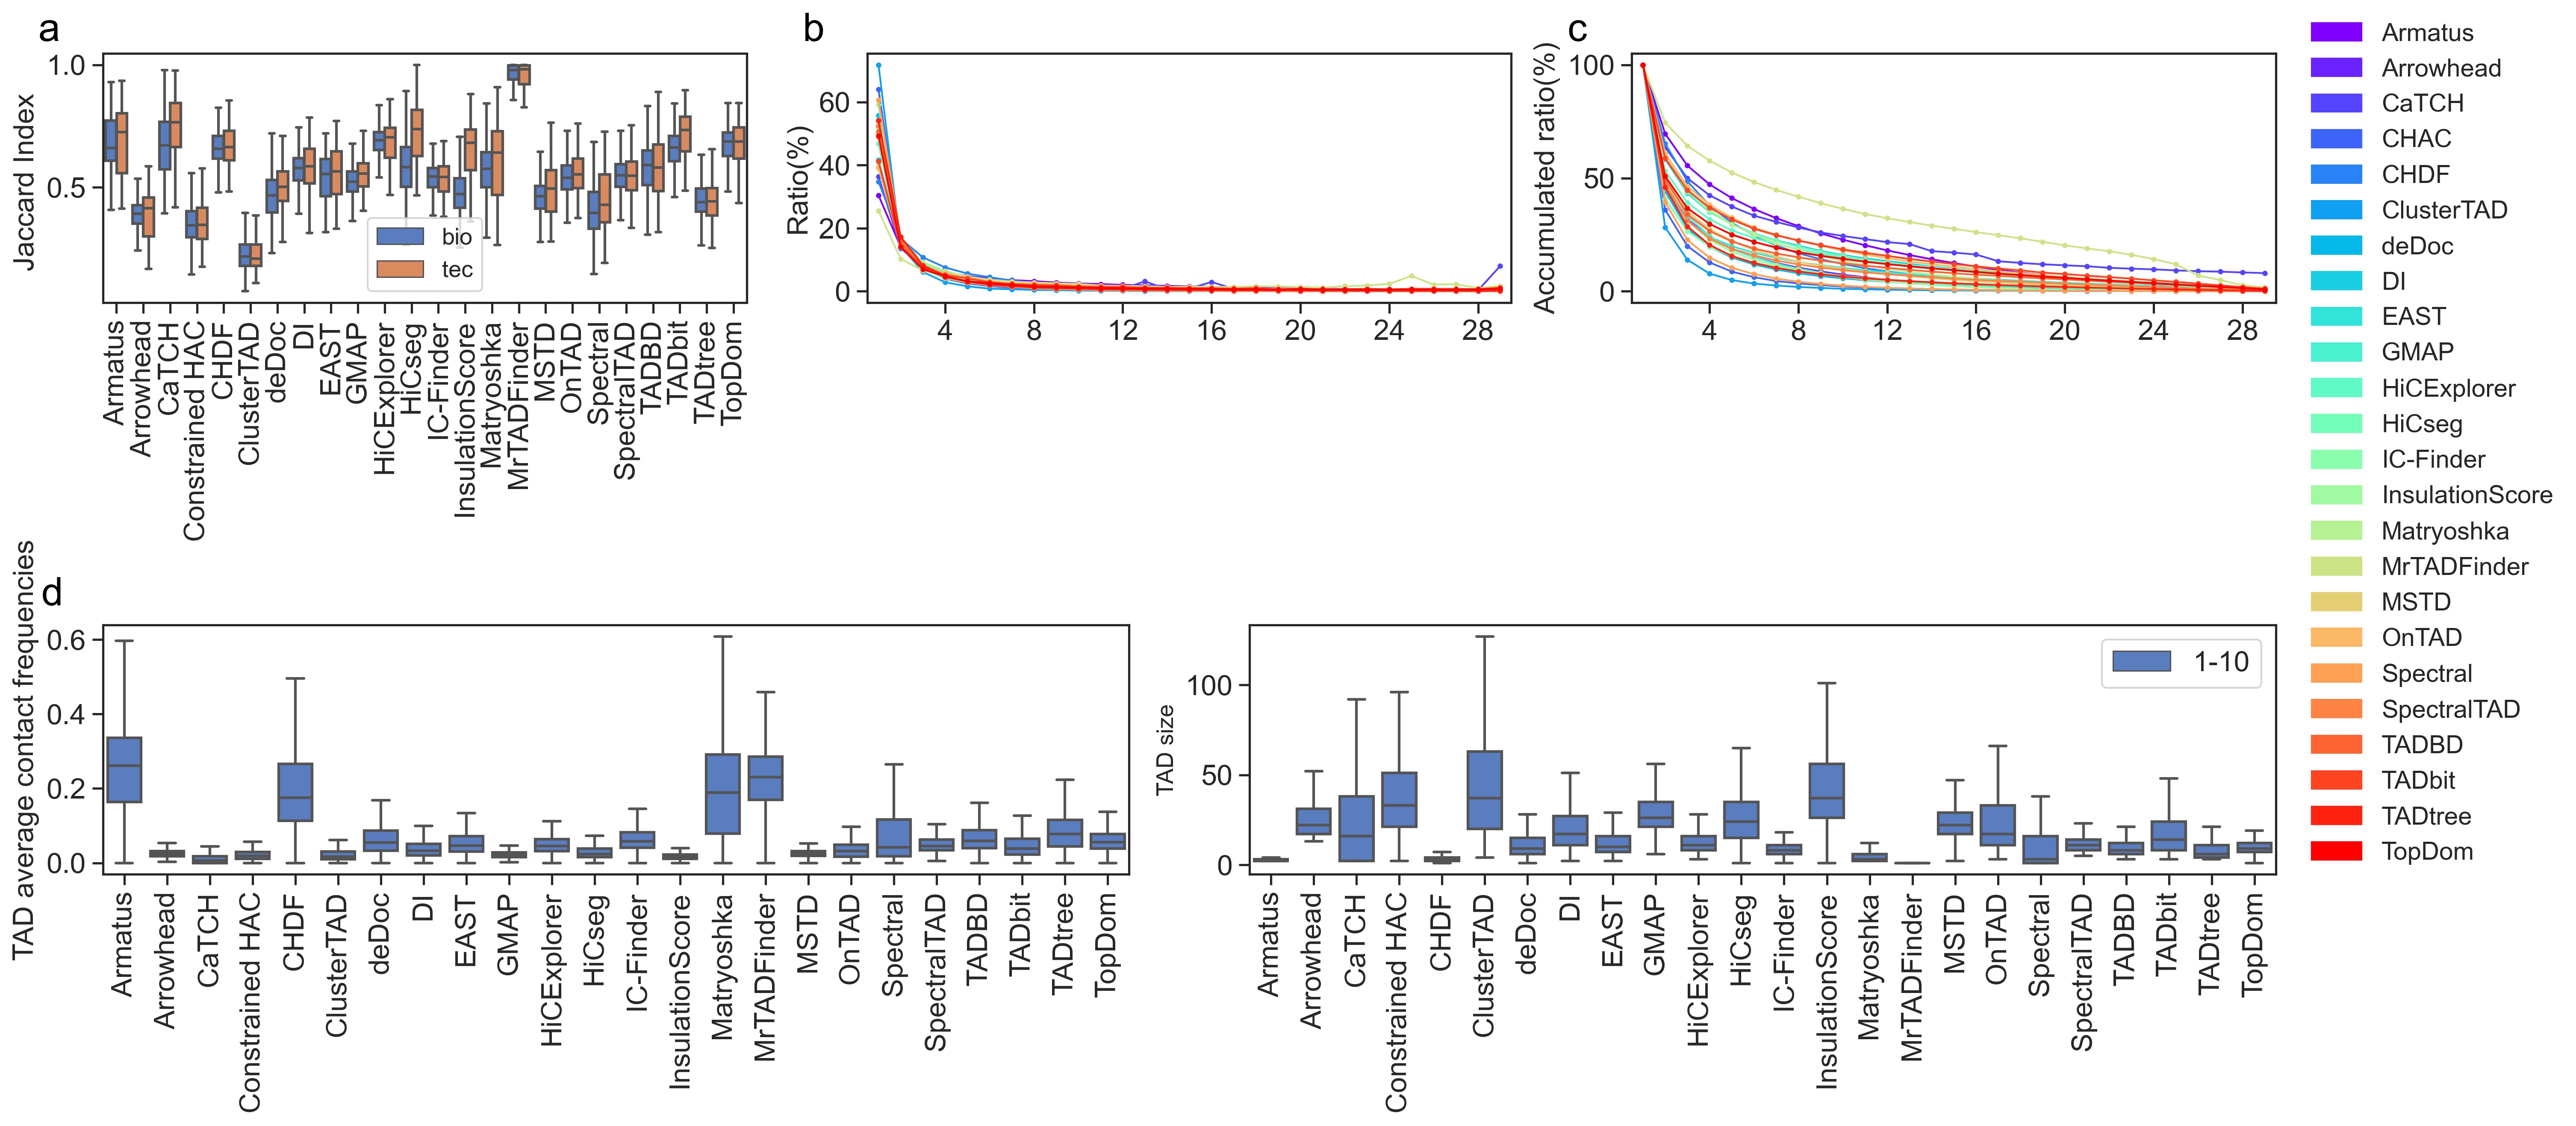 a
Jaccard Index
1.0
0.5
bio
tec
Armatus
Arrowhead
CaTCH
Constrained HAC
CHDF
ClusterTAD
deDoc
DI
EAST
GMAP
HiCExplorer
HiCseg
IC-Finder
InsulationScore
Matryoshka
MrTADFinder
MSTD
OnTAD
Spectral
SpectralTAD
TADBD
TADbit
TADtree
TopDom
b
Ratio(%)
60
40
20
0
4 8 12 16 20 24 28
c
Accumulated ratio(%)
100
50
0
4 8 12 16 20 24 28
Armatus
Arrowhead
CaTCH
CHAC
CHDF
ClusterTAD
deDoc
DI
EAST
GMAP
HiCExplorer
HiCseg
IC-Finder
InsulationScore
Matryoshka
MrTADFinder
MSTD
OnTAD
Spectral
SpectralTAD
TADBD
TADbit
TADtree
TopDom
d
TAD average contact frequencies
0.6
0.4
0.2
0.0
Armatus
Arrowhead
CaTCH
Constrained HAC
CHDF
ClusterTAD
deDoc
DI
EAST
GMAP
HiCExplorer
HiCseg
IC-Finder
InsulationScore
Matryoshka
MrTADFinder
MSTD
OnTAD
Spectral
SpectralTAD
TADBD
TADbit
TADtree
TopDom
TAD size
100
50
0
1-10
Armatus
Arrowhead
CaTCH
Constrained HAC
CHDF
ClusterTAD
deDoc
DI
EAST
GMAP
HiCExplorer
HiCseg
IC-Finder
InsulationScore
Matryoshka
MrTADFinder
MSTD
OnTAD
Spectral
SpectralTAD
TADBD
TADbit
TADtree
TopDom